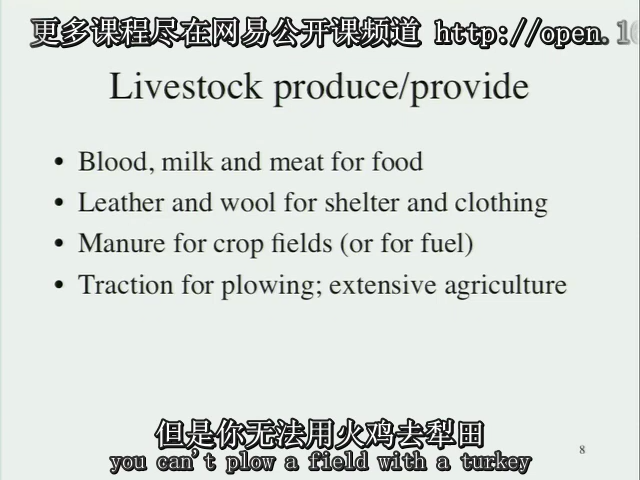 更多课程尽在网易公开课频道 http://open.16
Livestock produce/provide
• Blood, milk and meat for food
• Leather and wool for shelter and clothing
• Manure for crop fields (or for fuel)
• Traction for plowing; extensive agriculture
但是你无法用火鸡去犁田
you can't plow a field with a turkey
8